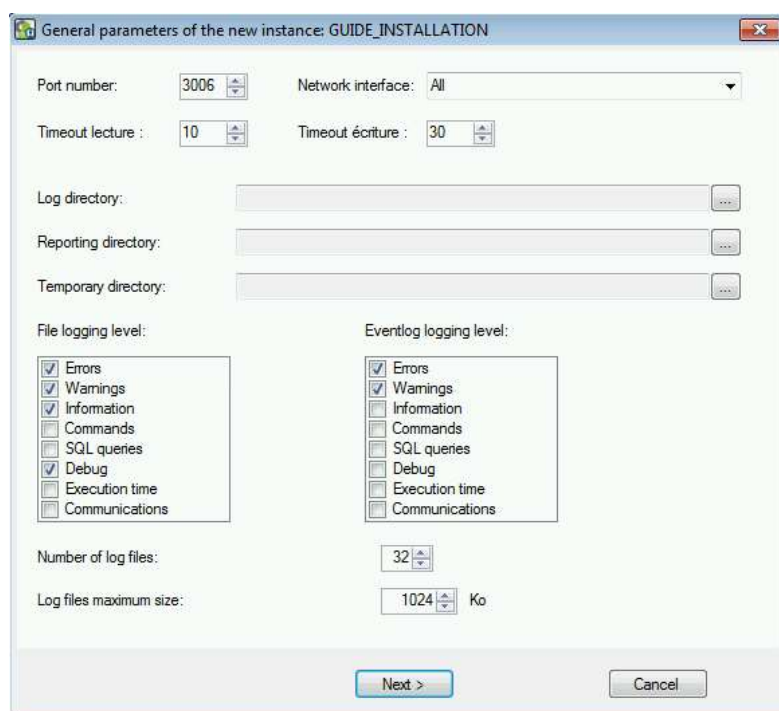 General parameters of the new instance: GUIDE_INSTALLATION
Port number: 3006 Network interface: All
Timeout lecture : 10 Timeout écriture : 30
Log directory: ...
Reporting directory: ...
Temporary directory: ...
File logging level: Eventlog logging level:
Errors Errors
Warnings Warnings
Information Information
Commands Commands
SQL queries SQL queries
Debug Debug
Execution time Execution time
Communications Communications
Number of log files: 32
Log files maximum size: 1024 Ko
Next > Cancel